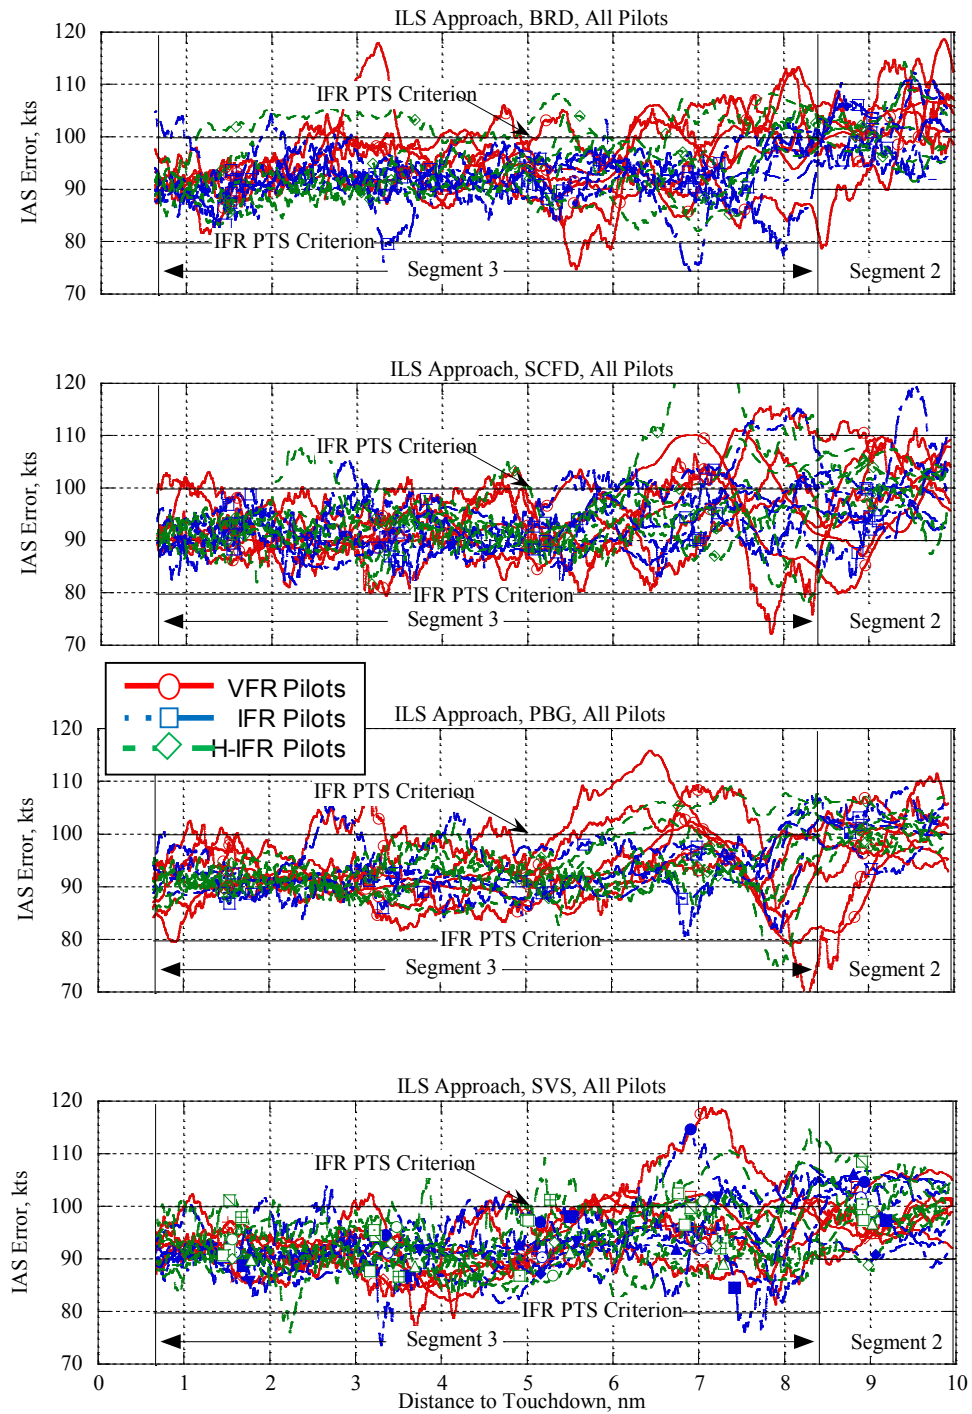 ILS Approach, BRD, All Pilots
120
110
100
90
80
70
IAS Error, kts
IFR PTS Criterion
IFR PTS Criterion
Segment 3
Segment 2
ILS Approach, SCFD, All Pilots
120
110
100
90
80
70
IAS Error, kts
IFR PTS Criterion
IFR PTS Criterion
Segment 3
Segment 2
VFR Pilots
IFR Pilots
H-IFR Pilots
ILS Approach, PBG, All Pilots
120
110
100
90
80
70
IAS Error, kts
IFR PTS Criterion
IFR PTS Criterion
Segment 3
Segment 2
ILS Approach, SVS, All Pilots
120
110
100
90
80
70
IAS Error, kts
IFR PTS Criterion
IFR PTS Criterion
Segment 3
Segment 2
0 1 2 3 4 5 6 7 8 9 10
Distance to Touchdown, nm